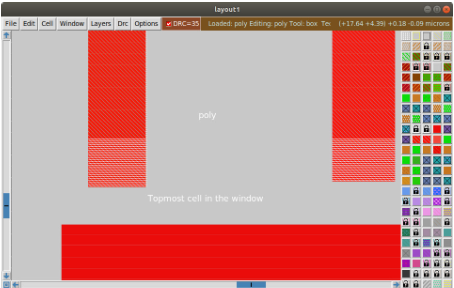 layout1
File Edit Cell Window Layers Drc Options DRC=35 Loaded: poly Editing: poly Tool: box Tec (+17.64 +4.39) +0.18 -0.09 microns
poly
Topmost cell in the window